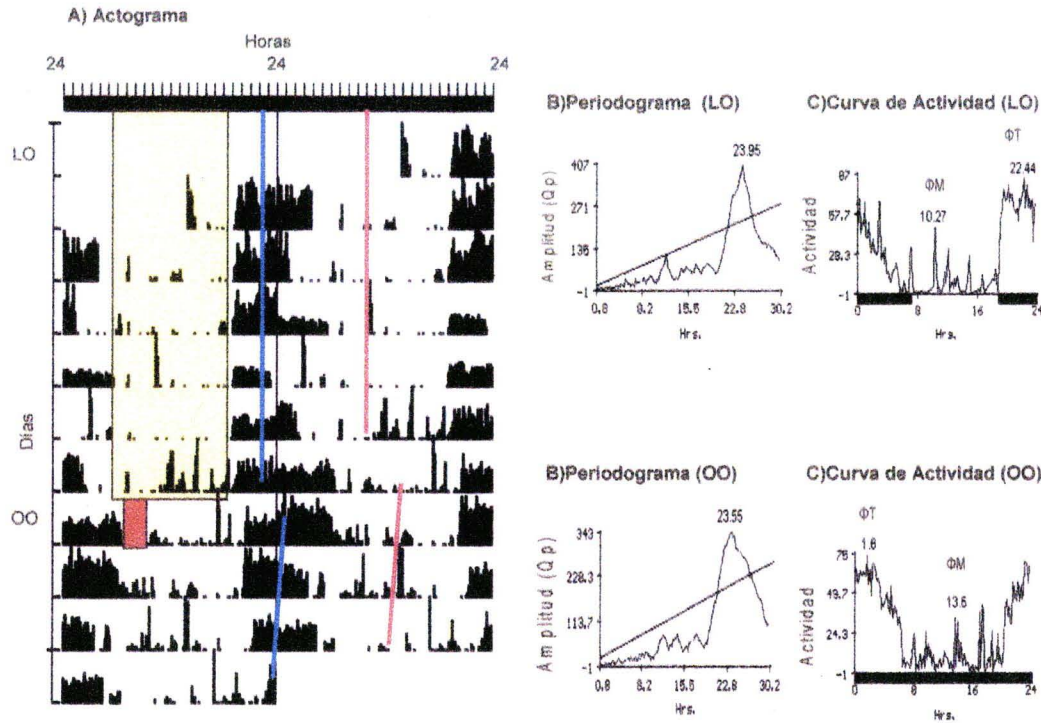 A) Actograma
Horas
24 24 24
LO
Días
OO
B)Periodograma (LO)
23.95
407
271
136
-1
Amplitud (Qp)
0.8 8.2 15.5 22.8 30.2
Hrs.
C)Curva de Actividad (LO)
ΦT
22.44
ΦM
10.27
87
57.7
28.3
-1
Actividad
0 8 16 24
Hrs.
B)Periodograma (OO)
23.55
343
228.7
113.7
-1
Amplitud (Qp)
0.8 8.2 15.5 22.8 30.2
Hrs.
C)Curva de Actividad (OO)
ΦT
1.6
ΦM
13.6
75
49.7
24.3
-1
Actividad
0 8 16 24
Hrs.